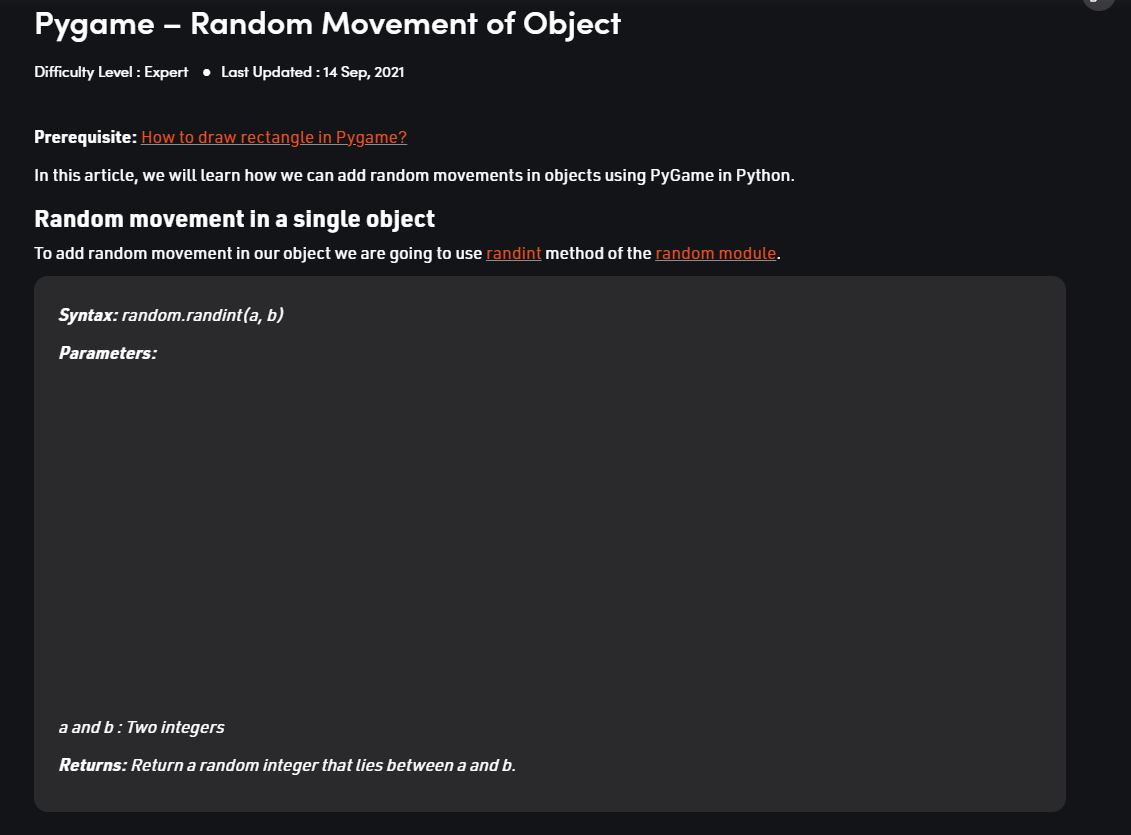 Pygame – Random Movement of Object
Difficulty Level : Expert ● Last Updated : 14 Sep, 2021
Prerequisite: How to draw rectangle in Pygame?
In this article, we will learn how we can add random movements in objects using PyGame in Python.
Random movement in a single object
To add random movement in our object we are going to use randint method of the random module.
Syntax: random.randint(a, b)
Parameters:
a and b : Two integers
Returns: Return a random integer that lies between a and b.